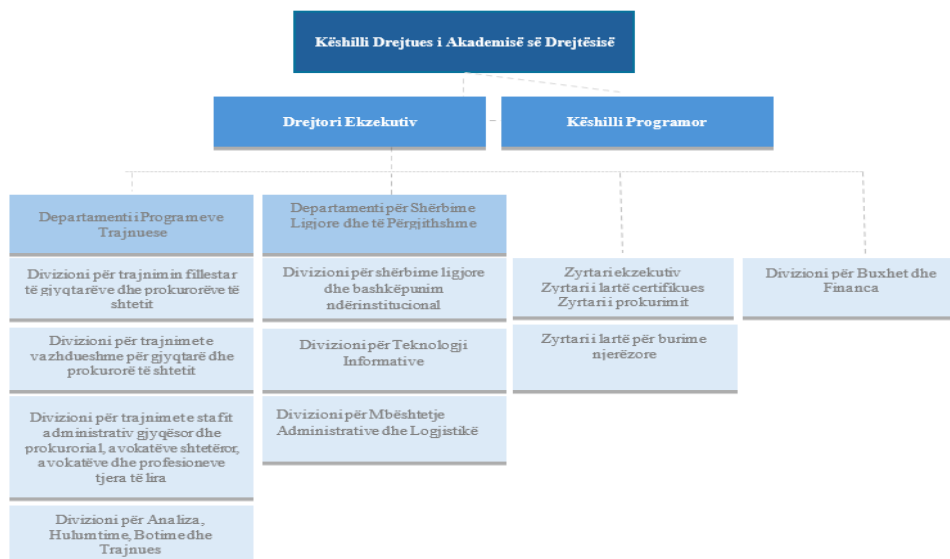 Këshilli Drejtues i Akademisë së Drejtësisë
Drejtori Ekzekutiv
Këshilli Programor
Departamenti i Programeve
Trajnuese
Departamenti për Shërbime
Ligjore dhe të Përgjithshme
Divizioni për trajnimin fillestar
të gjyqtarëve dhe prokurorëve të
shtetit
Divizioni për shërbime ligjore
dhe bashkëpunim
ndërinstitucional
Zyrtari ekzekutiv
Zyrtari i lartë certifikues
Zyrtari i prokurimit
Divizioni për Buxhet dhe
Financa
Divizioni për trajnimete
vazhdueshme për gjyqtarë dhe
prokurorë të shtetit
Divizioni për Teknologji
Informative
Zyrtari i lartë për burime
njerëzore
Divizioni për trajnimete stafit
administrativ gjyqësor dhe
prokurorial, avokatëve shtetëror,
avokatëve dhe profesioneve
tjera të lira
Divizioni për Mbështetje
Administrative dhe Logjistikë
Divizioni për Analiza,
Hulumtime, Botime dhe
Trajnues